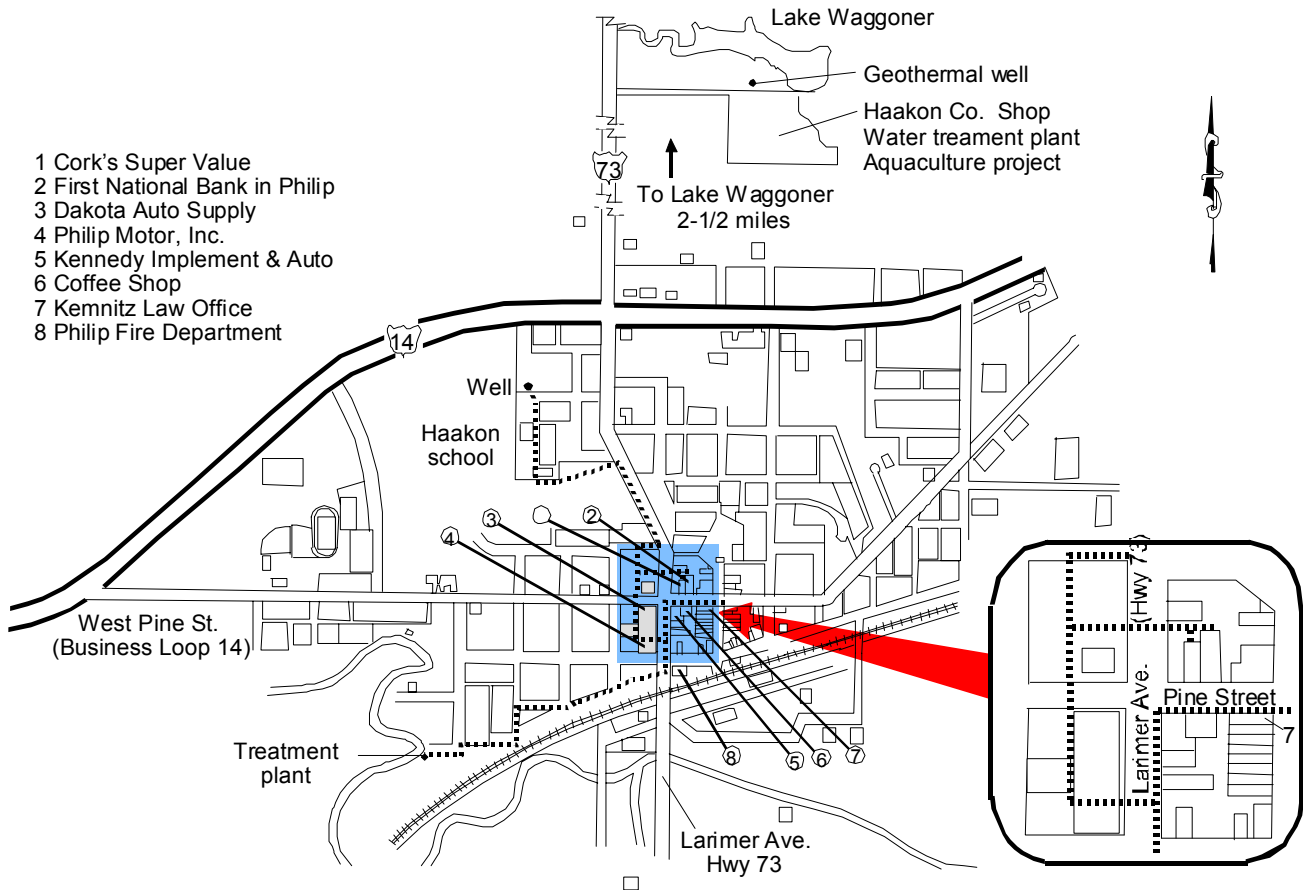 Lake Waggoner
Geothermal well
Haakon Co. Shop
Water treament plant
Aquaculture project
73
To Lake Waggoner
2-1/2 miles
1 Cork's Super Value
2 First National Bank in Philip
3 Dakota Auto Supply
4 Philip Motor, Inc.
5 Kennedy Implement & Auto
6 Coffee Shop
7 Kemnitz Law Office
8 Philip Fire Department
14
Well
Haakon
school
4
3
2
West Pine St.
(Business Loop 14)
Treatment
plant
8
5
6
7
Larimer Ave.
Hwy 73
Larimer Ave.
(Hwy 73)
Pine Street
7